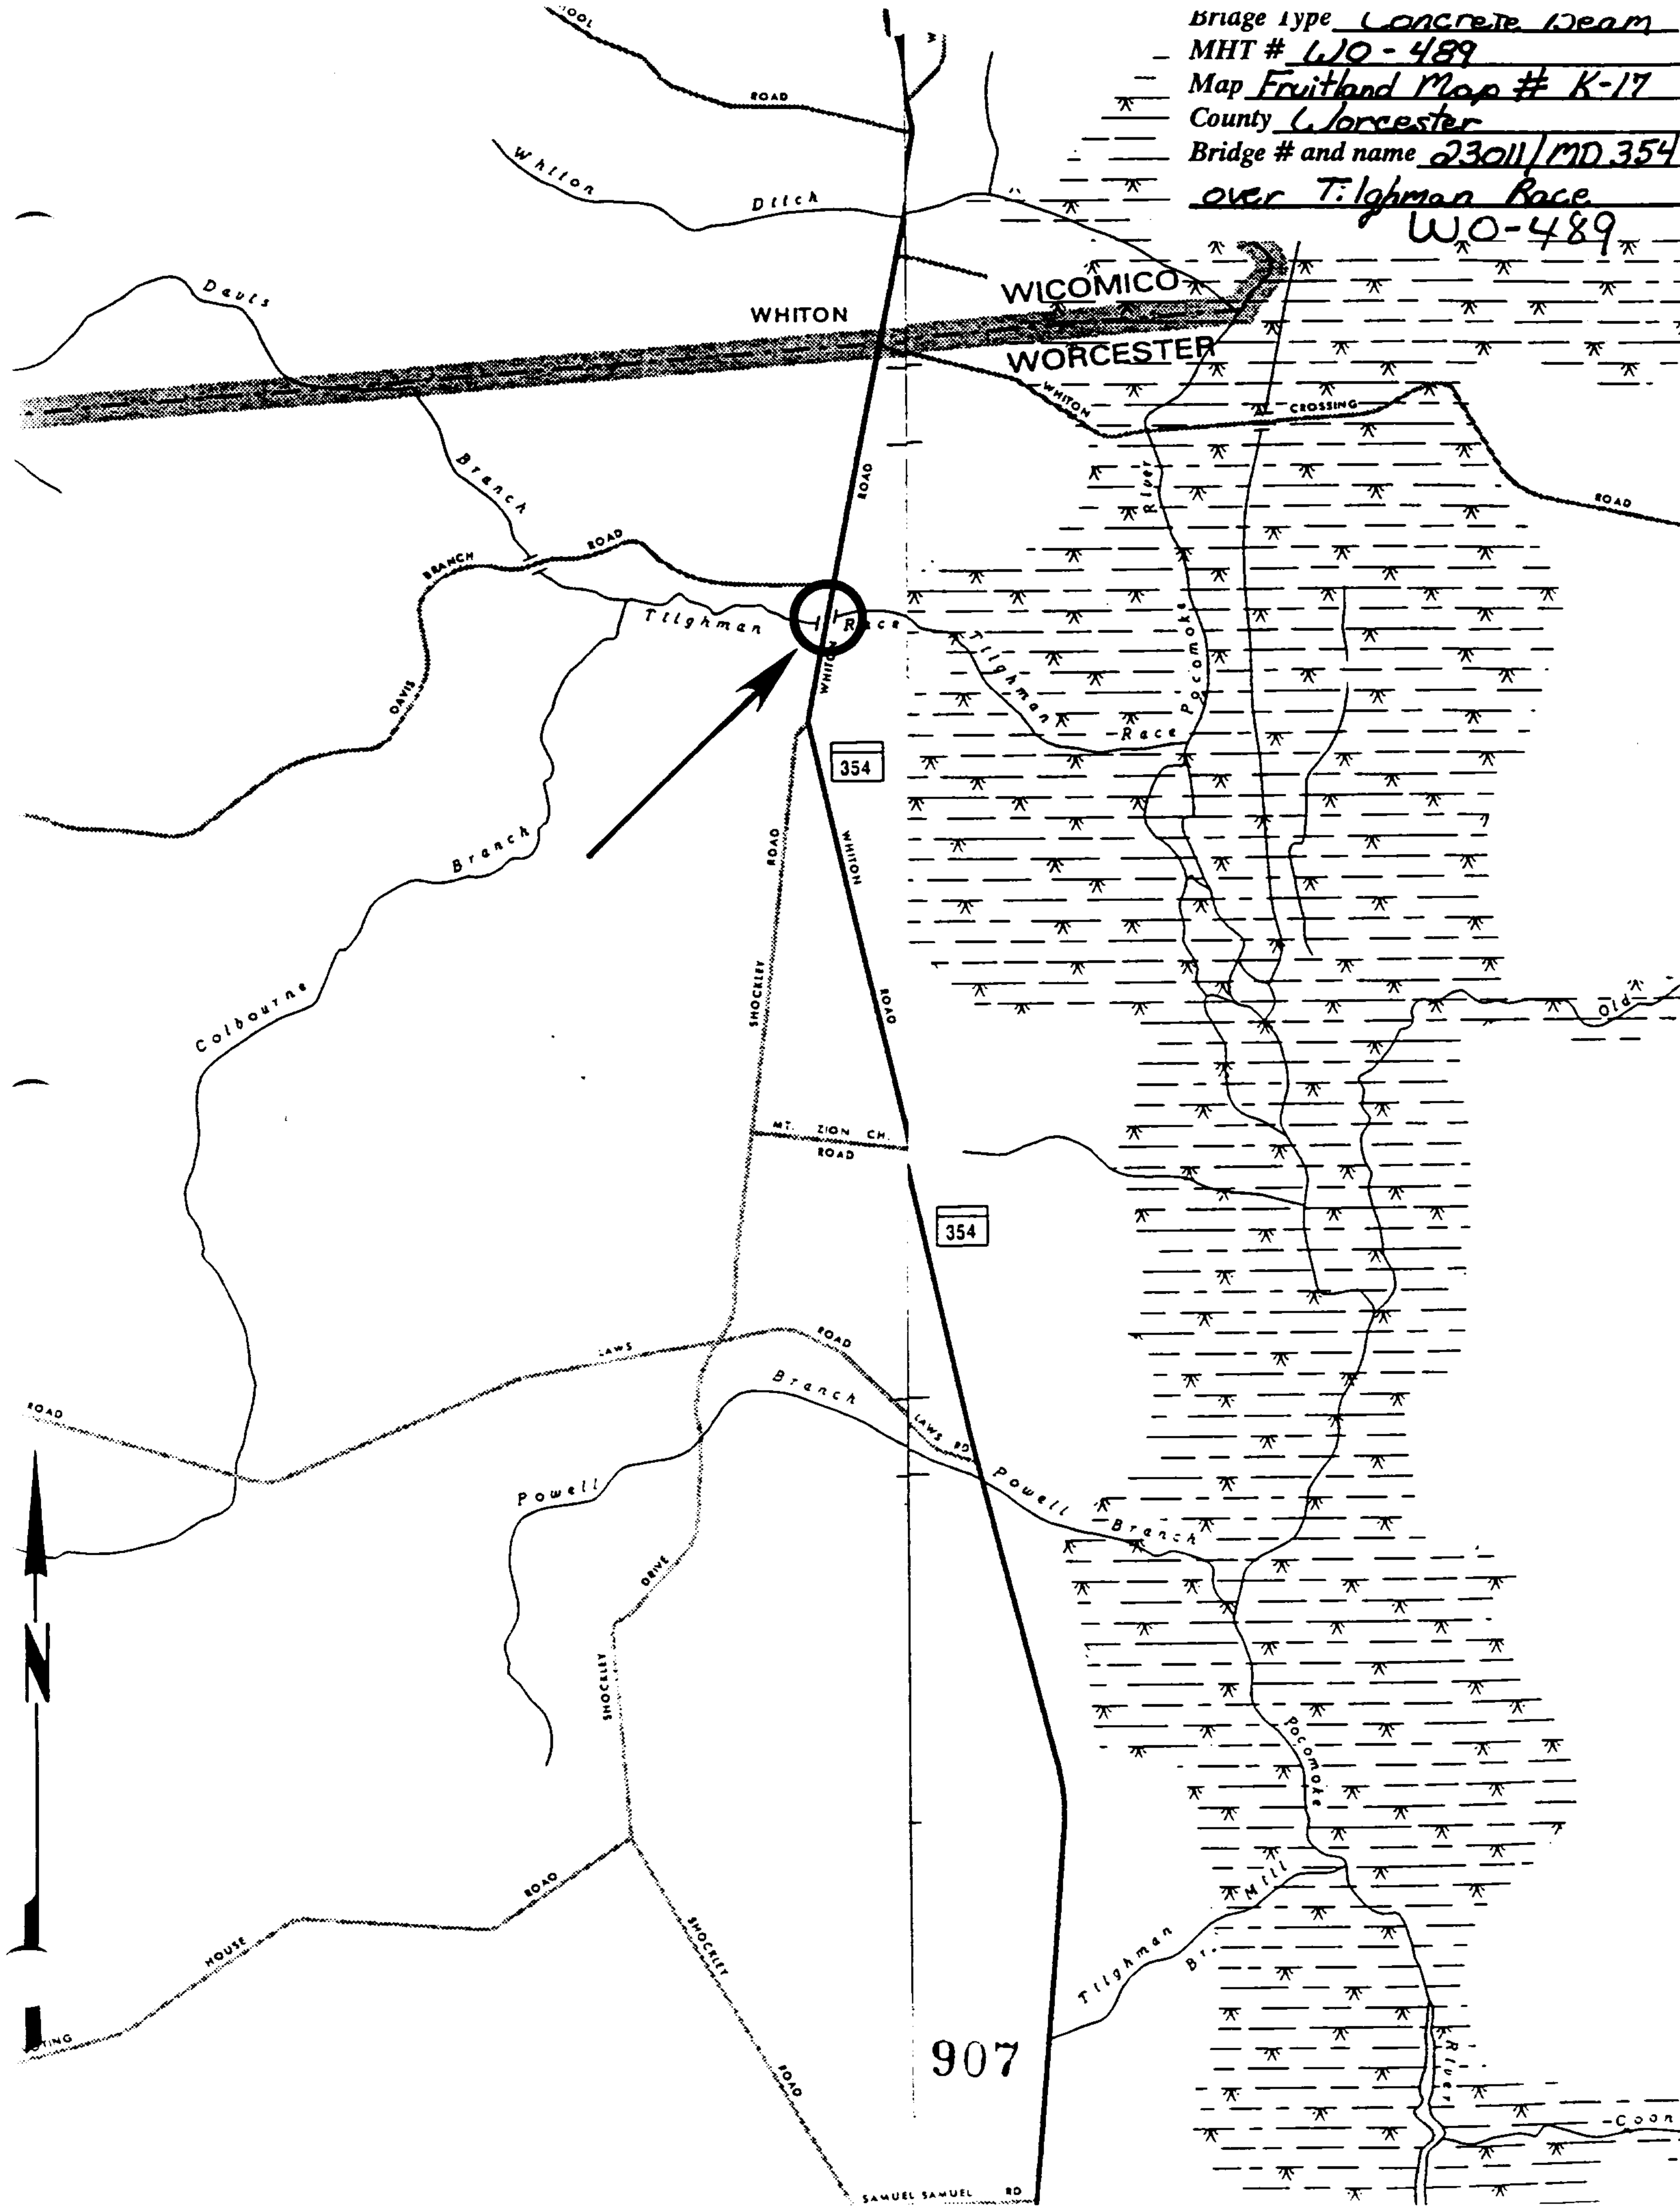 Bridge Type Concrete Beam
MHT # WO-489
Map Fruitland Map # K-17
County Worcester
Bridge # and name 23011/MD 354
over Tilghman Race
WO-489
ROAD
Whiton
Ditch
WICOMICO
WHITON
WORCESTER
Davis
Branch
WHITON
CROSSING
ROAD
ROAD
River
BRANCH
ROAD
DAVIS
Tilghman
Race
WHITON
Tilghman
Race
Pocomoke
354
ROAD
WHITON
Branch
SHOCKLEY
ROAD
Colbourne
Old
MT. ZION CH.
ROAD
354
LAWS
ROAD
ROAD
Branch
LAWS RD
Powell
Powell
Branch
DRIVE
N
SHOCKLEY
Pocomoke
ROAD
HOUSE
SHOCKLEY
Mill
Tilghman
Br.
907
River
ROAD
Coon
SAMUEL SAMUEL RD